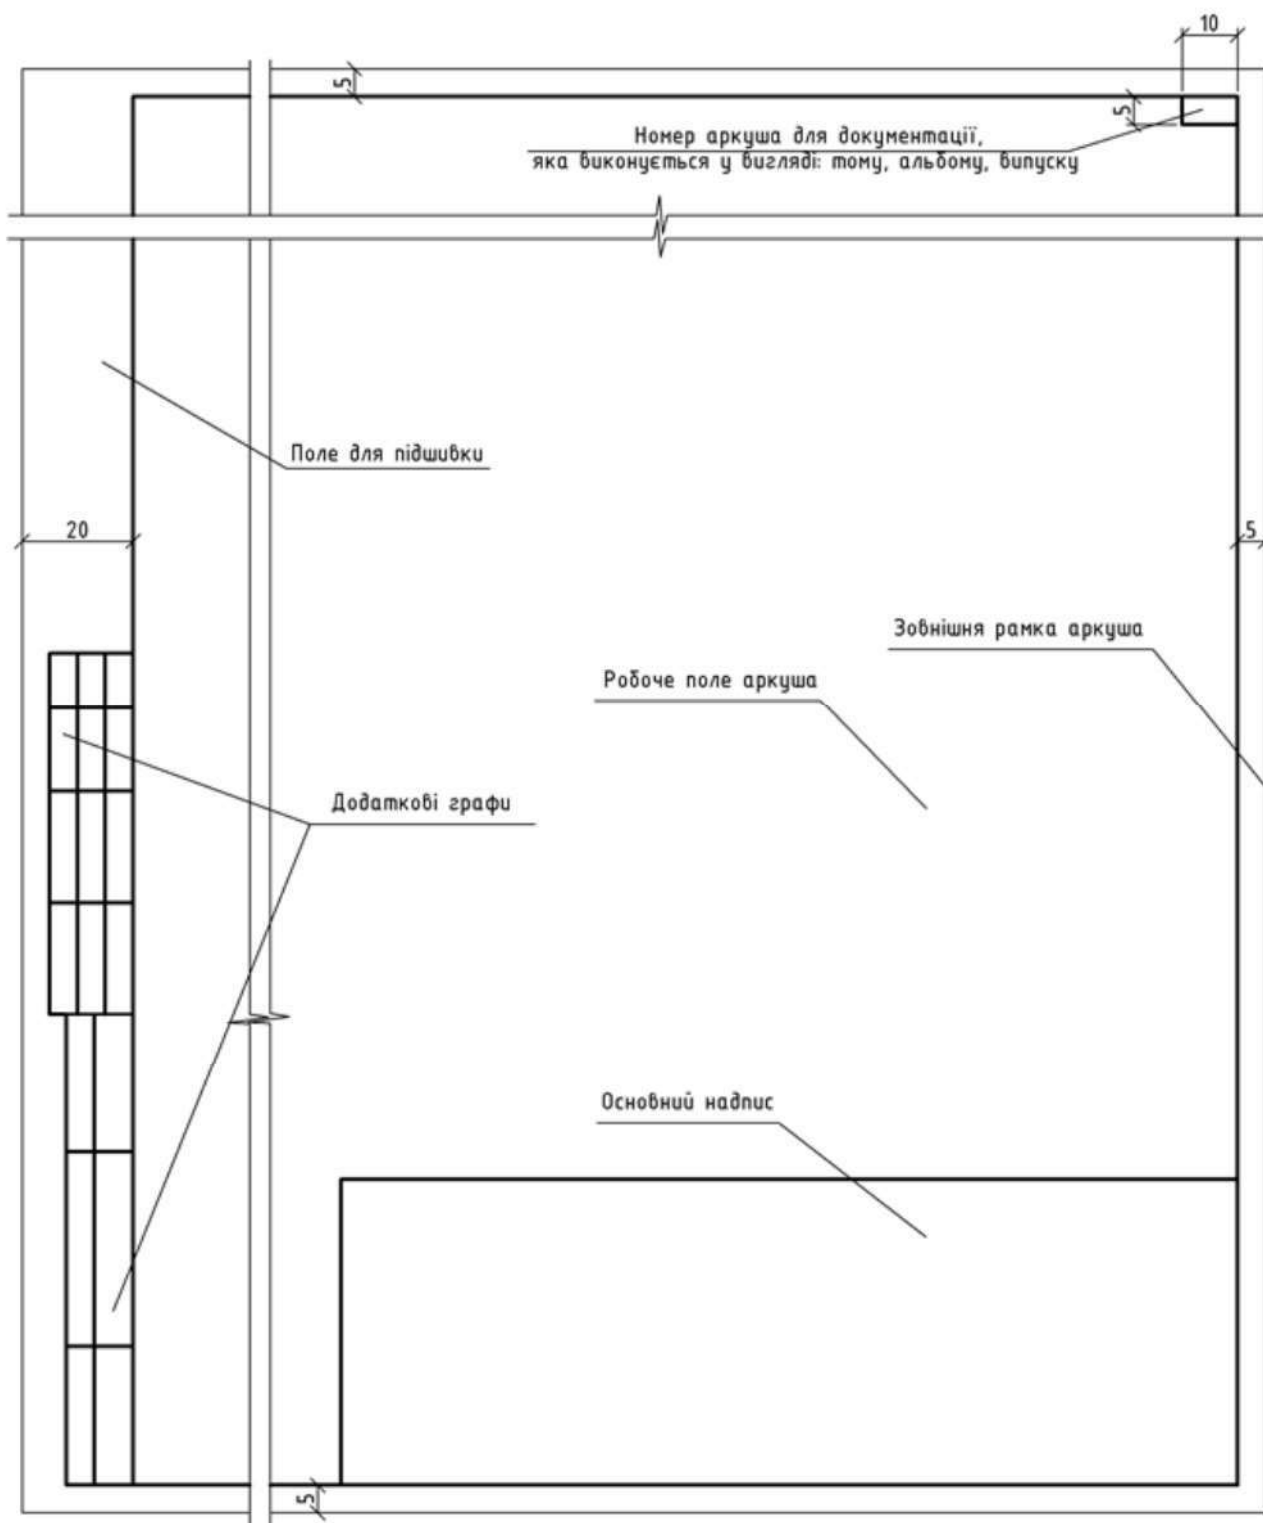 10
5
5
Номер аркуша для документації,
яка виконується у вигляді: тому, альбому, випуску
Поле для підшивки
20
5
Зовнішня рамка аркуша
Робоче поле аркуша
Додаткові графи
Основний надпис
5